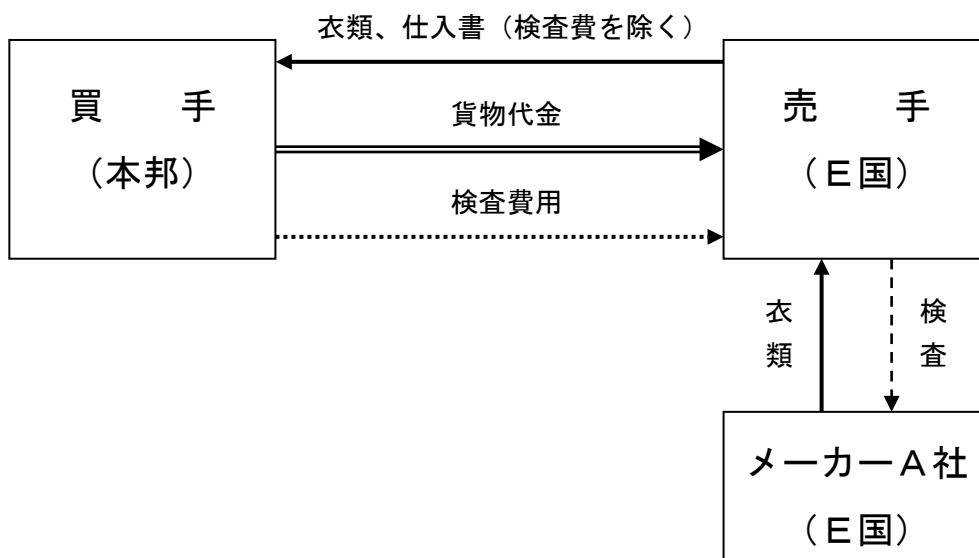 衣類、仕入書（検査費を除く）
買　　手
（本邦）
貨物代金
検査費用
売　　手
（Ｅ国）
衣類
検査
メーカーＡ社
（Ｅ国）